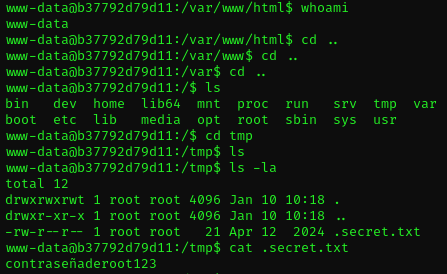 www-data@b37792d79d11:/var/www/html$ whoami
www-data
www-data@b37792d79d11:/var/www/html$ cd ..
www-data@b37792d79d11:/var/www$ cd ..
www-data@b37792d79d11:/var$ cd ..
www-data@b37792d79d11:/$ ls
bin   dev  home  lib64  mnt  proc  run   srv  tmp  var
boot  etc  lib   media  opt  root  sbin  sys  usr
www-data@b37792d79d11:/$ cd tmp
www-data@b37792d79d11:/tmp$ ls
www-data@b37792d79d11:/tmp$ ls -la
total 12
drwxrwxrwt 1 root root 4096 Jan 10 10:18 .
drwxr-xr-x 1 root root 4096 Jan 10 10:18 ..
-rw-r--r-- 1 root root   21 Apr 12  2024 .secret.txt
www-data@b37792d79d11:/tmp$ cat .secret.txt
contraseñaderoot123